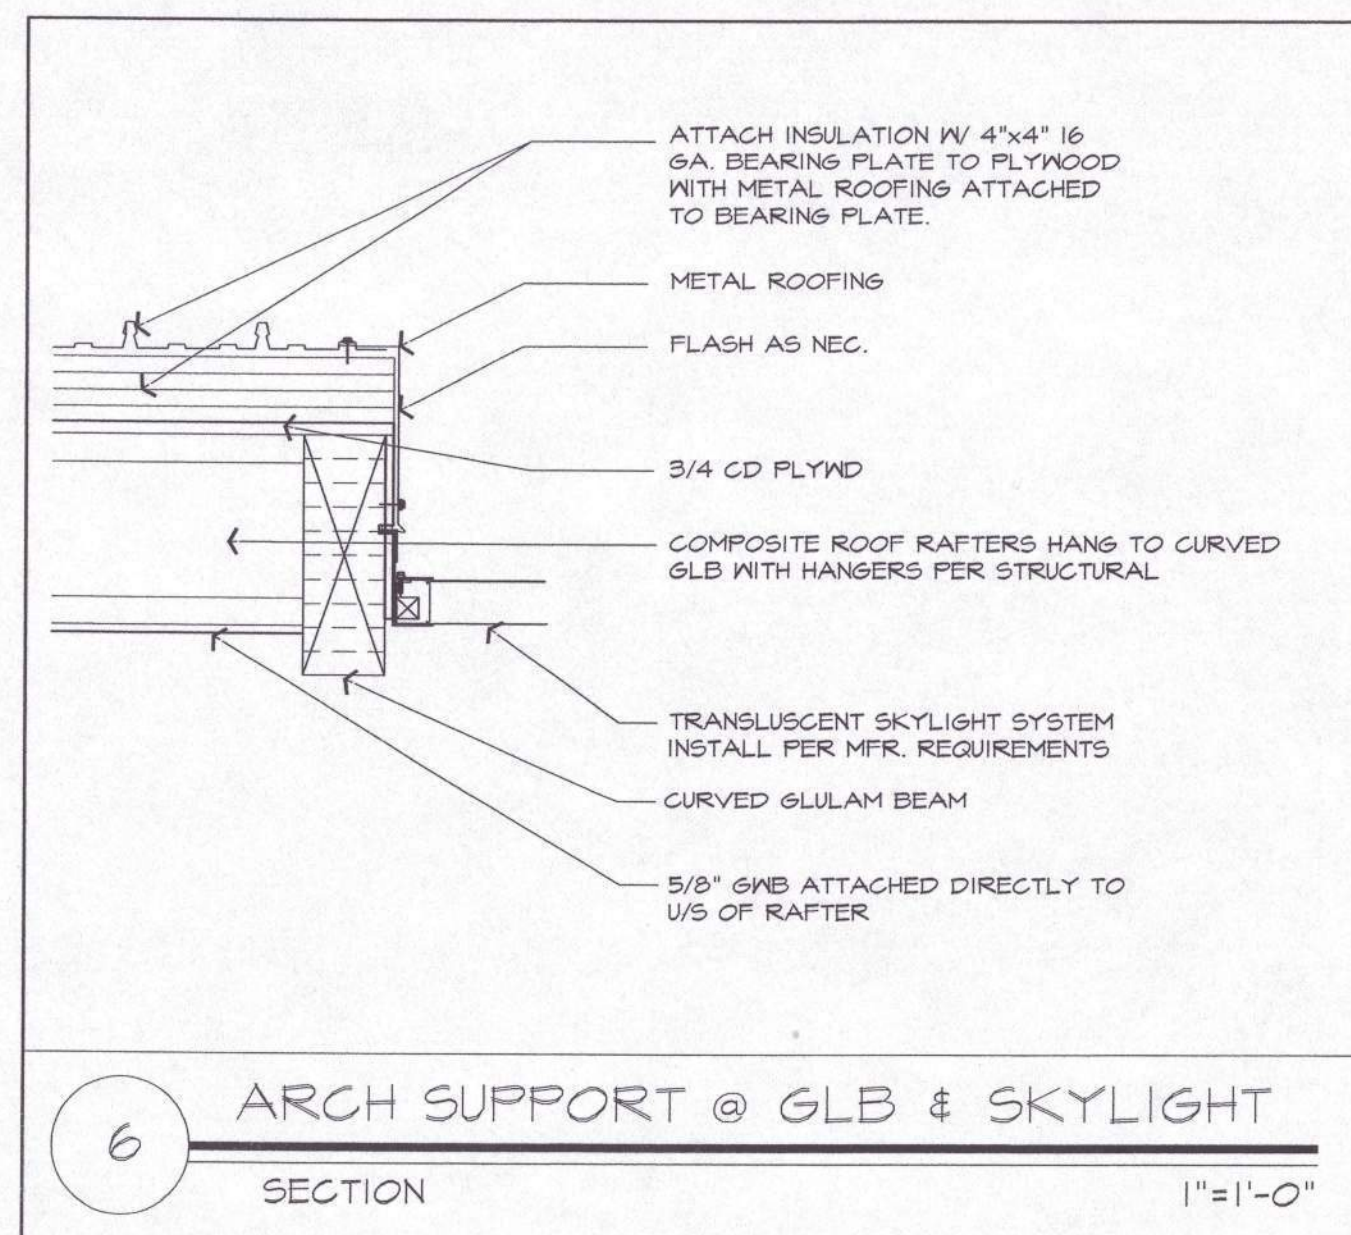 ATTACH INSULATION W/ 4"x4" 16
GA. BEARING PLATE TO PLYWOOD
WITH METAL ROOFING ATTACHED
TO BEARING PLATE.
METAL ROOFING
FLASH AS NEC.
3/4 CD PLYWD
COMPOSITE ROOF RAFTERS HANG TO CURVED
GLB WITH HANGERS PER STRUCTURAL
TRANSLUSCENT SKYLIGHT SYSTEM
INSTALL PER MFR. REQUIREMENTS
CURVED GLULAM BEAM
5/8" GWB ATTACHED DIRECTLY TO
U/S OF RAFTER
6
ARCH SUPPORT @ GLB & SKYLIGHT
SECTION
1"=1'-0"